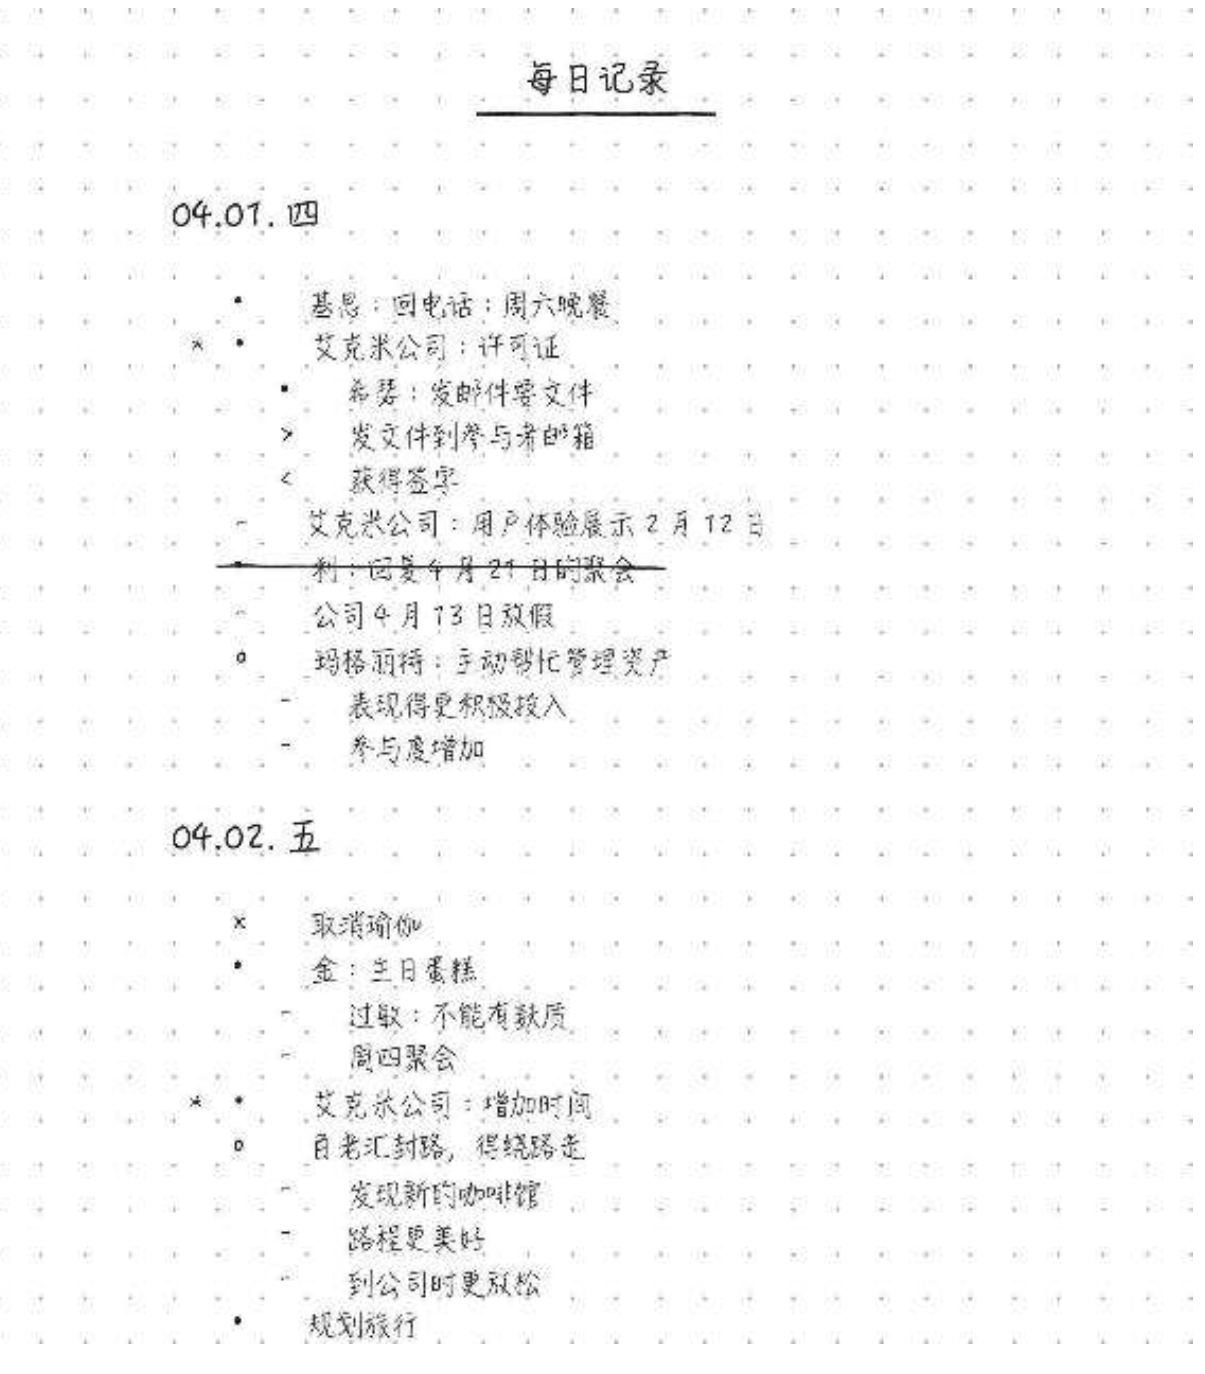 每日记录
04.01.四
• 基思：回电话：周六晚餐
* • 艾克米公司：许可证
• 希瑟：发邮件要文件
> 发文件到参与者邮箱
< 获得签字
- 艾克米公司：用户体验展示2月12日
• 利：回复4月21日的聚会
- 公司4月13日放假
o 玛格丽特：主动帮忙管理资产
- 表现得更积极投入
- 参与度增加
04.02.五
× 取消瑜伽
• 金：生日蛋糕
- 过敏：不能有麸质
- 周四聚会
* • 艾克米公司：增加时间
o 百老汇封路，得绕路走
- 发现新的咖啡馆
- 路程更美好
- 到公司时更放松
• 规划旅行